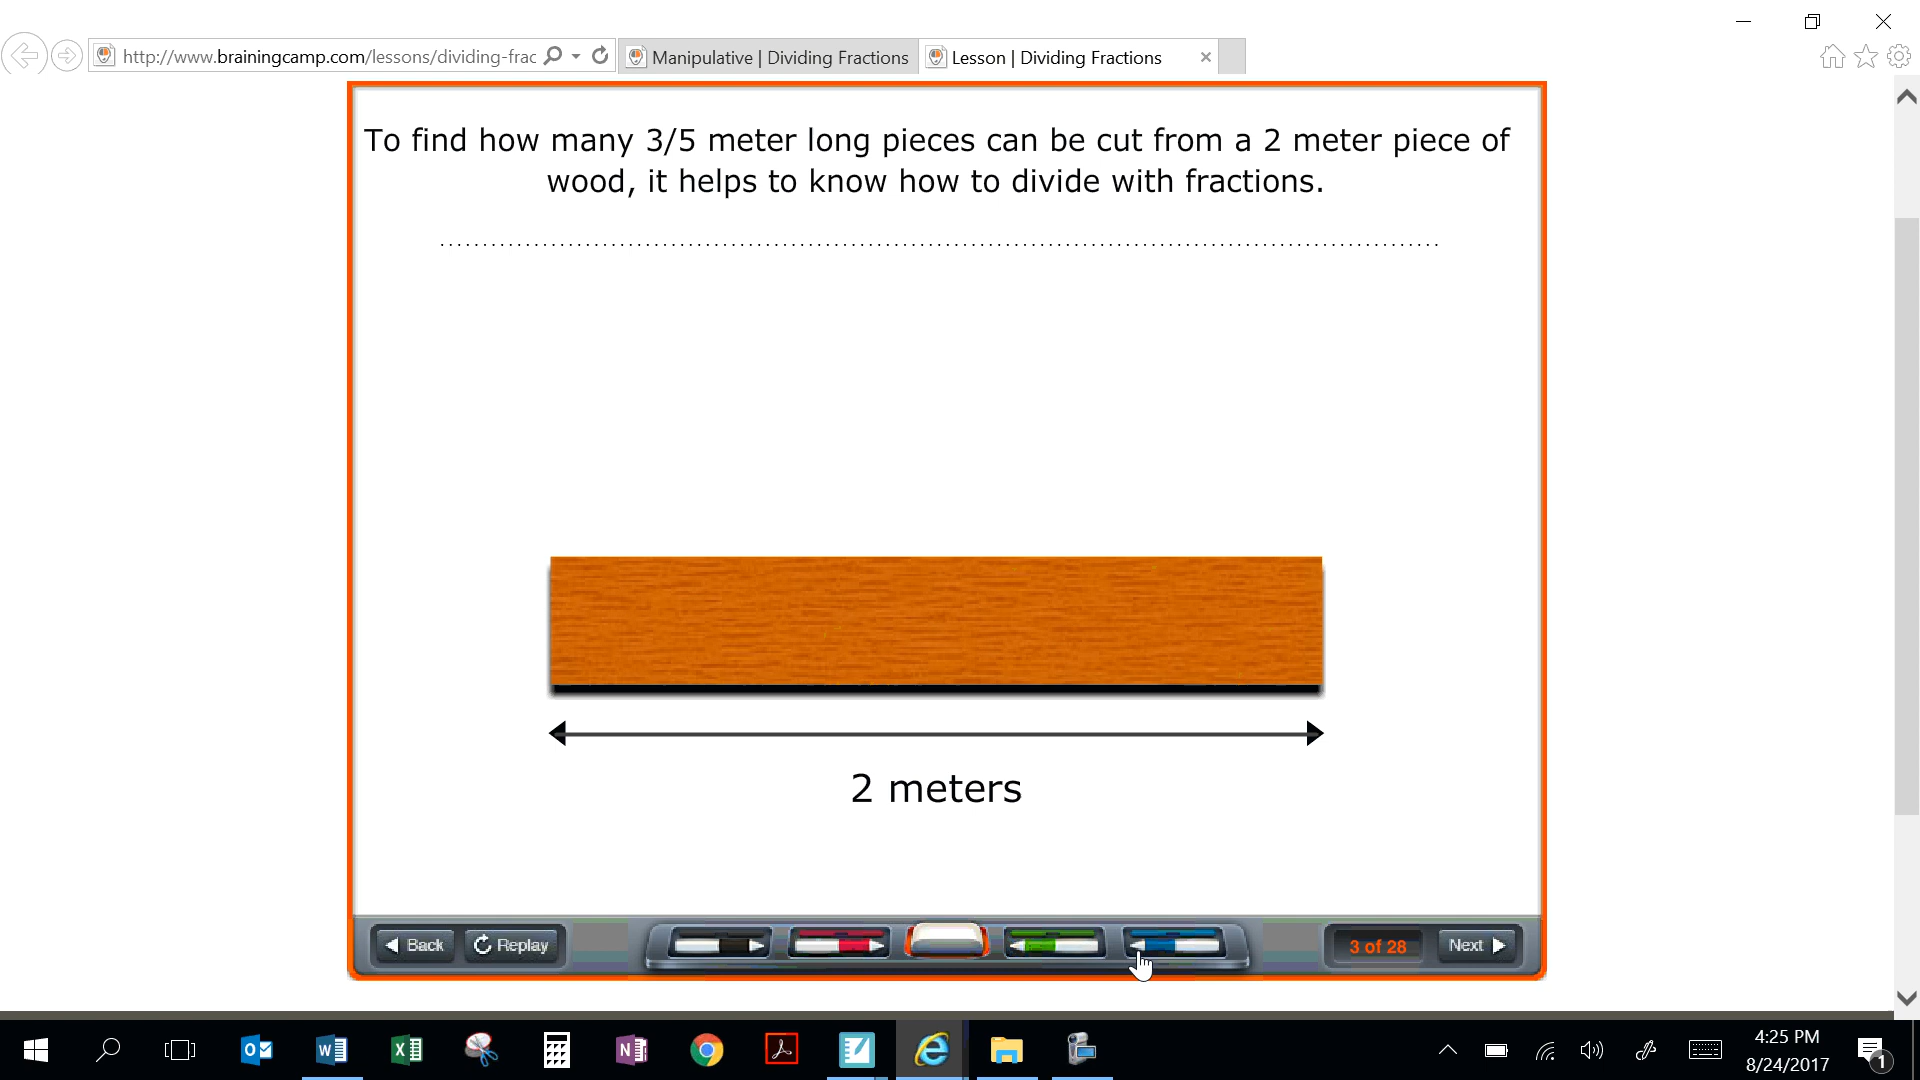 http://www.brainingcamp.com/lessons/dividing-frac
Manipulative | Dividing Fractions
Lesson | Dividing Fractions
To find how many 3/5 meter long pieces can be cut from a 2 meter piece of
wood, it helps to know how to divide with fractions.
2 meters
Back
Replay
3 of 28
Next
4:25 PM
8/24/2017
1